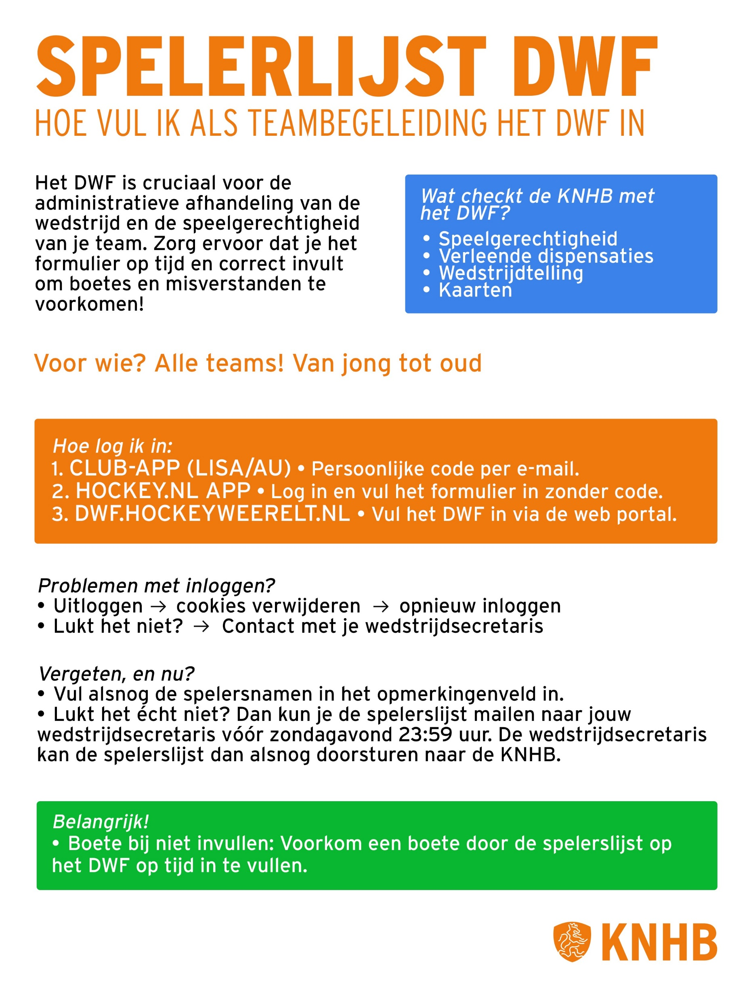 SPELERLIJST DWF
HOE VUL IK ALS TEAMBEGELEIDING HET DWF IN
Het DWF is cruciaal voor de
administratieve afhandeling van de
wedstrijd en de speelgerechtigheid
van je team. Zorg ervoor dat je het
formulier op tijd en correct invult
om boetes en misverstanden te
voorkomen!
Wat checkt de KNHB met
het DWF?
• Speelgerechtigheid
• Verleende dispensaties
• Wedstrijdtelling
• Kaarten
Voor wie? Alle teams! Van jong tot oud
Hoe log ik in:
1. CLUB-APP (LISA/AU) • Persoonlijke code per e-mail.
2. HOCKEY.NL APP • Log in en vul het formulier in zonder code.
3. DWF.HOCKEYWEERELT.NL • Vul het DWF in via de web portal.
Problemen met inloggen?
• Uitloggen → cookies verwijderen → opnieuw inloggen
• Lukt het niet? → Contact met je wedstrijdsecretaris
Vergeten, en nu?
• Vul alsnog de spelersnamen in het opmerkingenveld in.
• Lukt het écht niet? Dan kun je de spelerslijst mailen naar jouw
wedstrijdsecretaris vóór zondagavond 23:59 uur. De wedstrijdsecretaris
kan de spelerslijst dan alsnog doorsturen naar de KNHB.
Belangrijk!
• Boete bij niet invullen: Voorkom een boete door de spelerslijst op
het DWF op tijd in te vullen.
KNHB